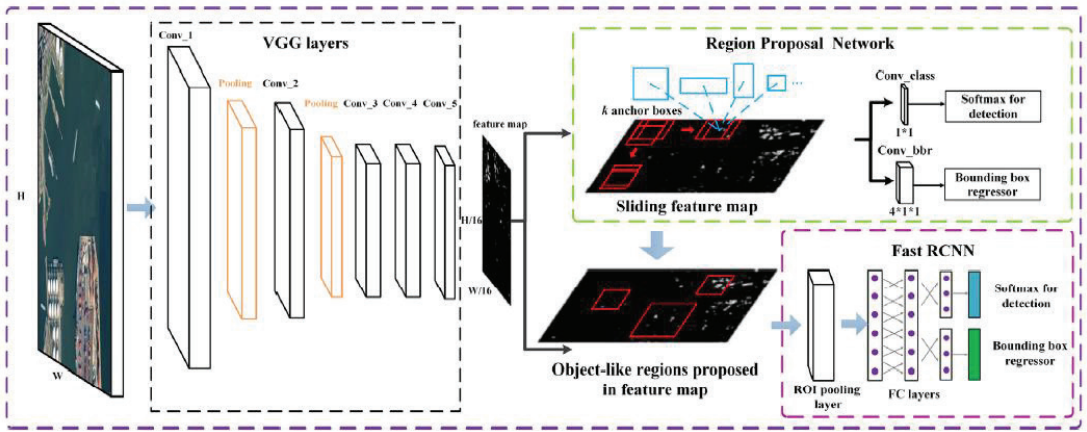 VGG layers
Conv_1
Pooling
Conv_2
Pooling
Conv_3
Conv_4
Conv_5
H
W
feature map
H/16
W/16
Region Proposal Network
k anchor boxes
...
Sliding feature map
Conv_class
1*1
Softmax for
detection
Conv_bbr
4*1*1
Bounding box
regressor
Object-like regions proposed
in feature map
Fast RCNN
ROI pooling
layer
FC layers
Softmax for
detection
Bounding box
regressor